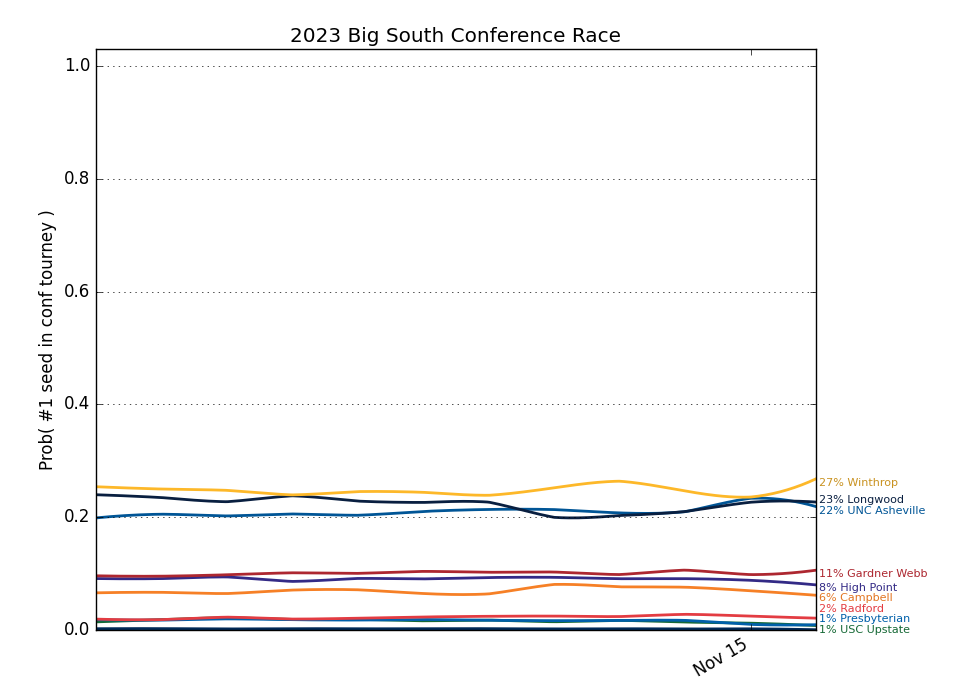 2023 Big South Conference Race
Prob( #1 seed in conf tourney )
1.0
0.8
0.6
0.4
0.2
0.0
Nov 15
27% Winthrop
23% Longwood
22% UNC Asheville
11% Gardner Webb
8% High Point
6% Campbell
2% Radford
1% Presbyterian
1% USC Upstate